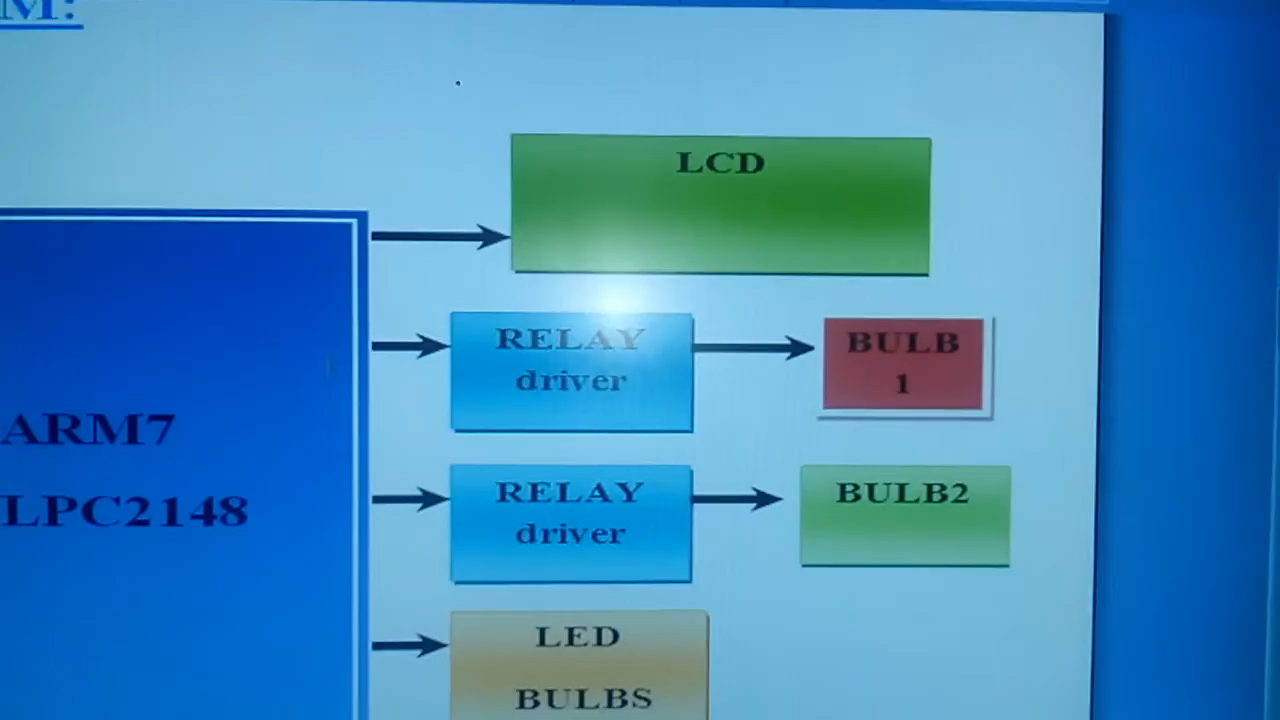 M:
LCD
RELAY
driver
BULB
1
ARM7
LPC2148
RELAY
driver
BULB2
LED
BULBS